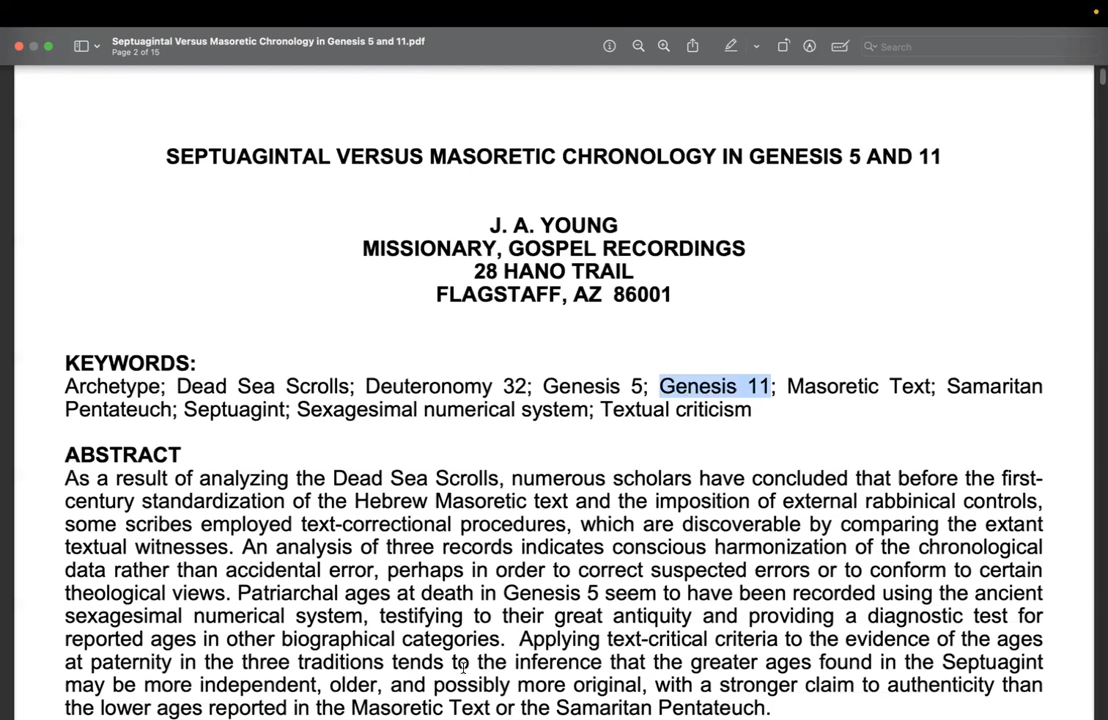 Septuagintal Versus Masoretic Chronology in Genesis 5 and 11.pdf
Page 2 of 15
Search
SEPTUAGINTAL VERSUS MASORETIC CHRONOLOGY IN GENESIS 5 AND 11
J. A. YOUNG
MISSIONARY, GOSPEL RECORDINGS
28 HANO TRAIL
FLAGSTAFF, AZ 86001
KEYWORDS:
Archetype; Dead Sea Scrolls; Deuteronomy 32; Genesis 5; Genesis 11; Masoretic Text; Samaritan
Pentateuch; Septuagint; Sexagesimal numerical system; Textual criticism
ABSTRACT
As a result of analyzing the Dead Sea Scrolls, numerous scholars have concluded that before the first-
century standardization of the Hebrew Masoretic text and the imposition of external rabbinical controls,
some scribes employed text-correctional procedures, which are discoverable by comparing the extant
textual witnesses. An analysis of three records indicates conscious harmonization of the chronological
data rather than accidental error, perhaps in order to correct suspected errors or to conform to certain
theological views. Patriarchal ages at death in Genesis 5 seem to have been recorded using the ancient
sexagesimal numerical system, testifying to their great antiquity and providing a diagnostic test for
reported ages in other biographical categories. Applying text-critical criteria to the evidence of the ages
at paternity in the three traditions tends to the inference that the greater ages found in the Septuagint
may be more independent, older, and possibly more original, with a stronger claim to authenticity than
the lower ages reported in the Masoretic Text or the Samaritan Pentateuch.